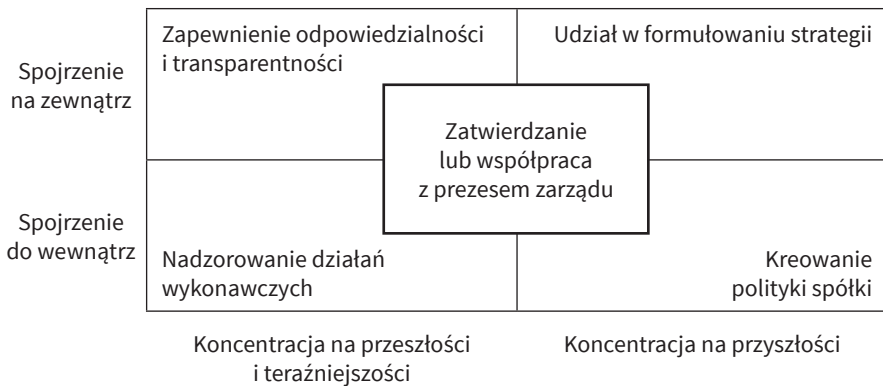 Spojrzenie
na zewnątrz
Zapewnienie odpowiedzialności
i transparentności
Udział w formułowaniu strategii
Zatwierdzanie
lub współpraca
z prezesem zarządu
Spojrzenie
do wewnątrz
Nadzorowanie działań
wykonawczych
Kreowanie
polityki spółki
Koncentracja na przeszłości
i teraźniejszości
Koncentracja na przyszłości